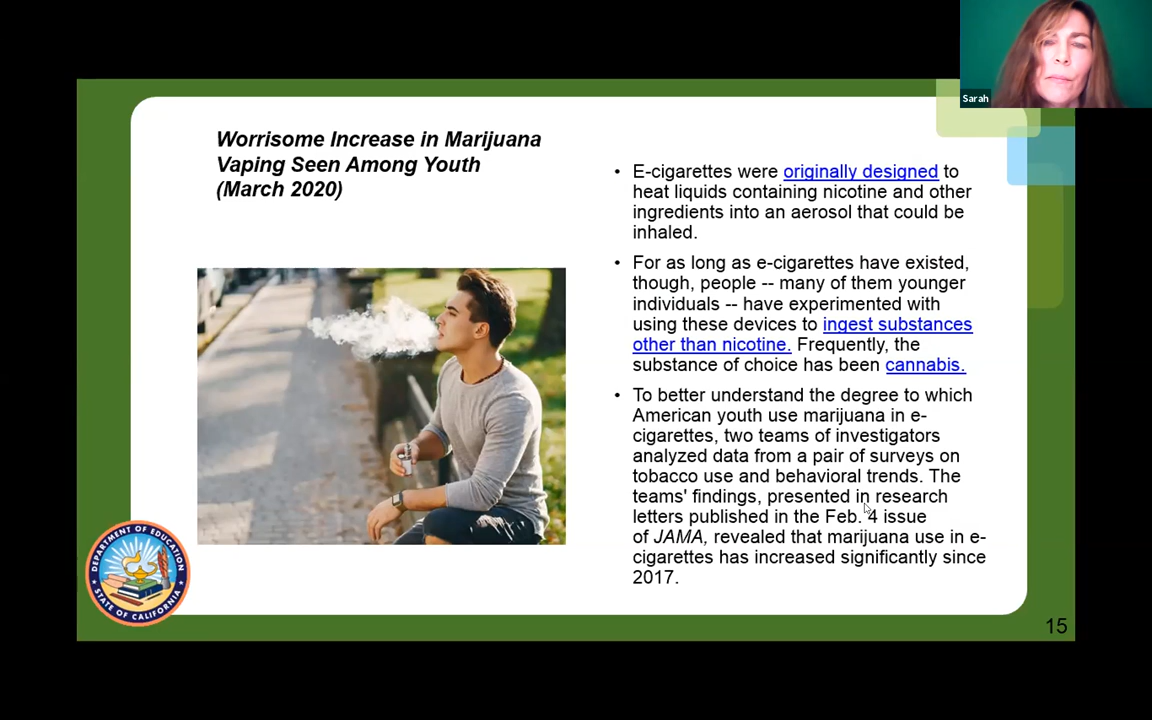 Sarah
Worrisome Increase in Marijuana
Vaping Seen Among Youth
(March 2020)
• E-cigarettes were originally designed to
heat liquids containing nicotine and other
ingredients into an aerosol that could be
inhaled.
• For as long as e-cigarettes have existed,
though, people -- many of them younger
individuals -- have experimented with
using these devices to ingest substances
other than nicotine. Frequently, the
substance of choice has been cannabis.
• To better understand the degree to which
American youth use marijuana in e-
cigarettes, two teams of investigators
analyzed data from a pair of surveys on
tobacco use and behavioral trends. The
teams' findings, presented in research
letters published in the Feb. 4 issue
of JAMA, revealed that marijuana use in e-
cigarettes has increased significantly since
2017.
DEPARTMENT OF EDUCATION
STATE OF CALIFORNIA
15